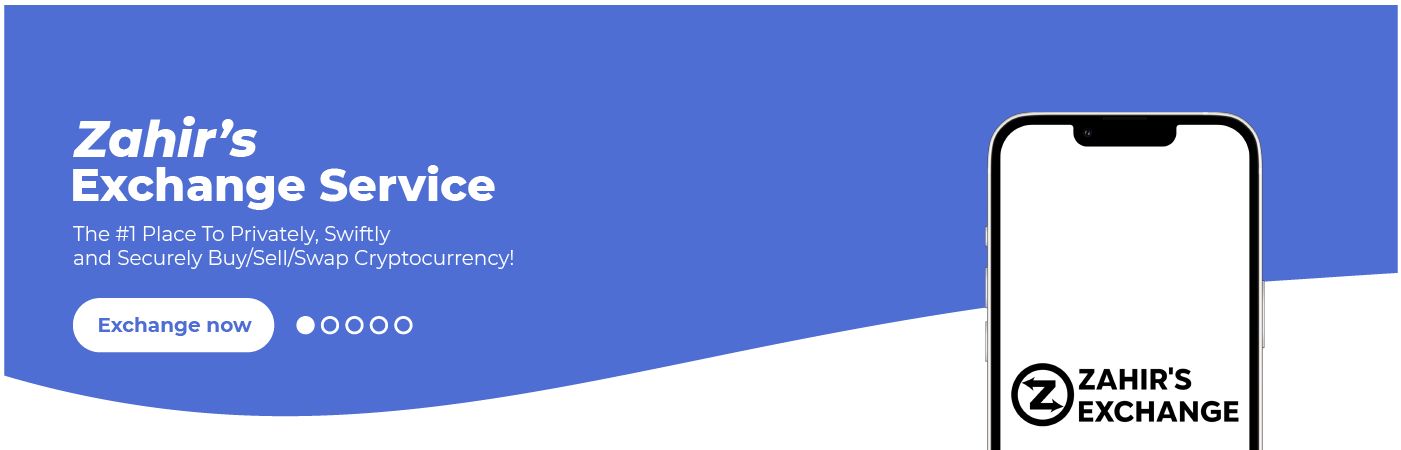 Zahir’s
Exchange Service
The #1 Place To Privately, Swiftly
and Securely Buy/Sell/Swap Cryptocurrency!
Exchange now
Z
ZAHIR'S
EXCHANGE